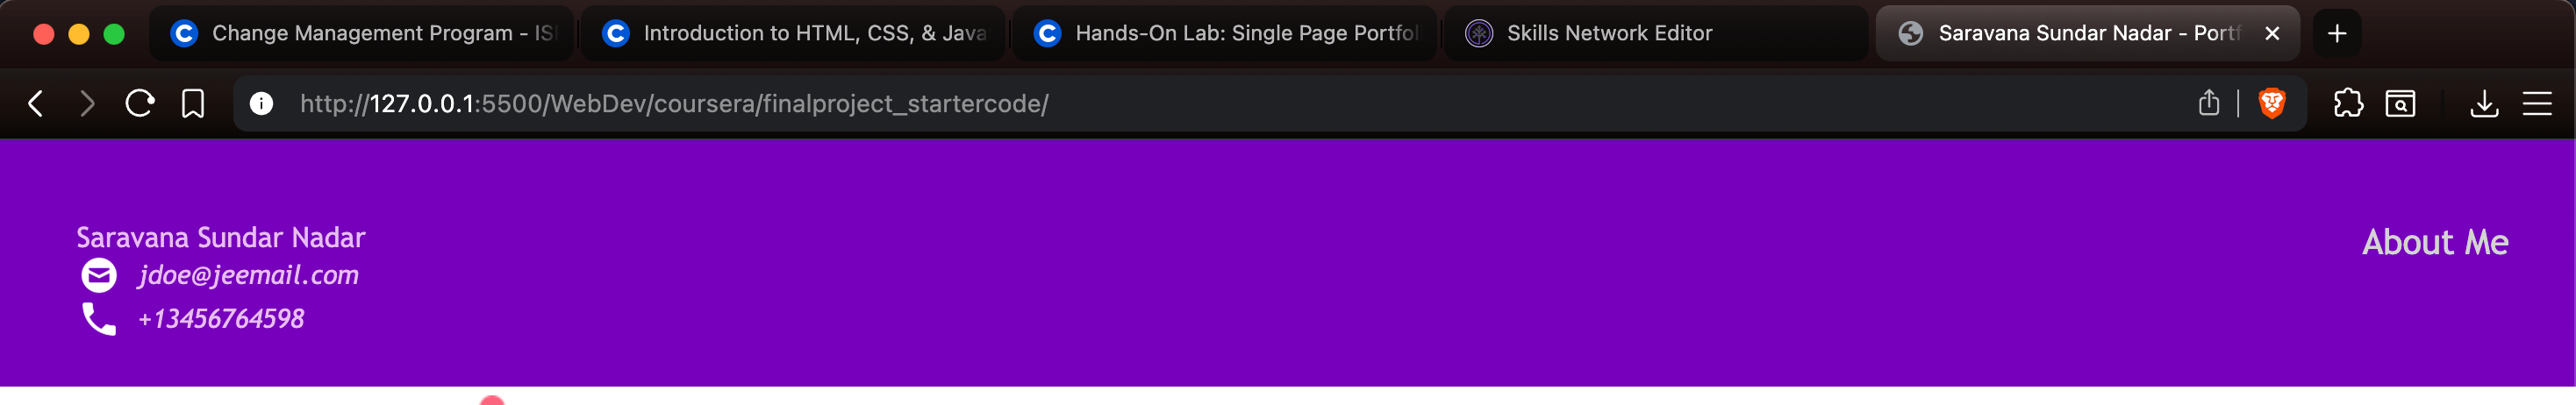 Change Management Program - IS
Introduction to HTML, CSS, & Java
Hands-On Lab: Single Page Portfol
Skills Network Editor
Saravana Sundar Nadar - Portf
http://127.0.0.1:5500/WebDev/coursera/finalproject_startercode/
Saravana Sundar Nadar
About Me
jdoe@jeemail.com
+13456764598